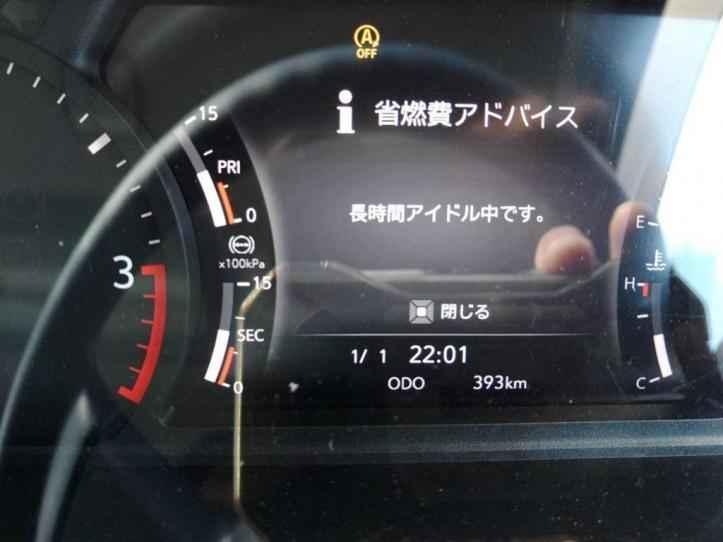 A
OFF
15
省燃費アドバイス
PRI
0
長時間アイドル中です。
E
3
x100kPa
15
H
閉じる
SEC
1/ 1 22:01
0
ODO 393km
C